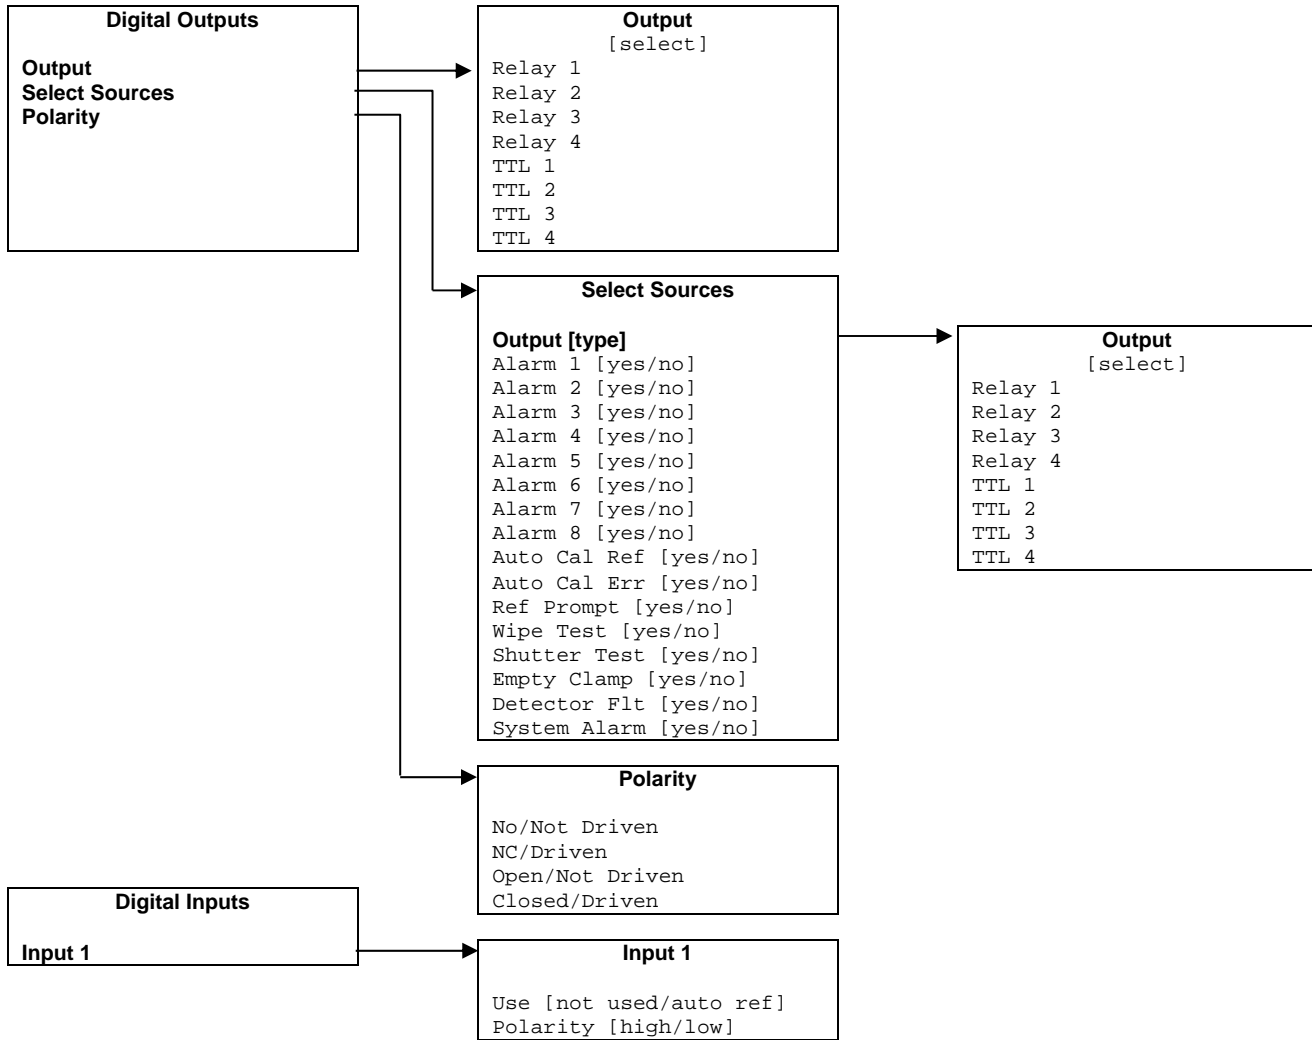 Digital Outputs
Output
Select Sources
Polarity
Output
[select]
Relay 1
Relay 2
Relay 3
Relay 4
TTL 1
TTL 2
TTL 3
TTL 4
Select Sources
Output [type]
Alarm 1 [yes/no]
Alarm 2 [yes/no]
Alarm 3 [yes/no]
Alarm 4 [yes/no]
Alarm 5 [yes/no]
Alarm 6 [yes/no]
Alarm 7 [yes/no]
Alarm 8 [yes/no]
Auto Cal Ref [yes/no]
Auto Cal Err [yes/no]
Ref Prompt [yes/no]
Wipe Test [yes/no]
Shutter Test [yes/no]
Empty Clamp [yes/no]
Detector Flt [yes/no]
System Alarm [yes/no]
Output
[select]
Relay 1
Relay 2
Relay 3
Relay 4
TTL 1
TTL 2
TTL 3
TTL 4
Polarity
No/Not Driven
NC/Driven
Open/Not Driven
Closed/Driven
Digital Inputs
Input 1
Input 1
Use [not used/auto ref]
Polarity [high/low]